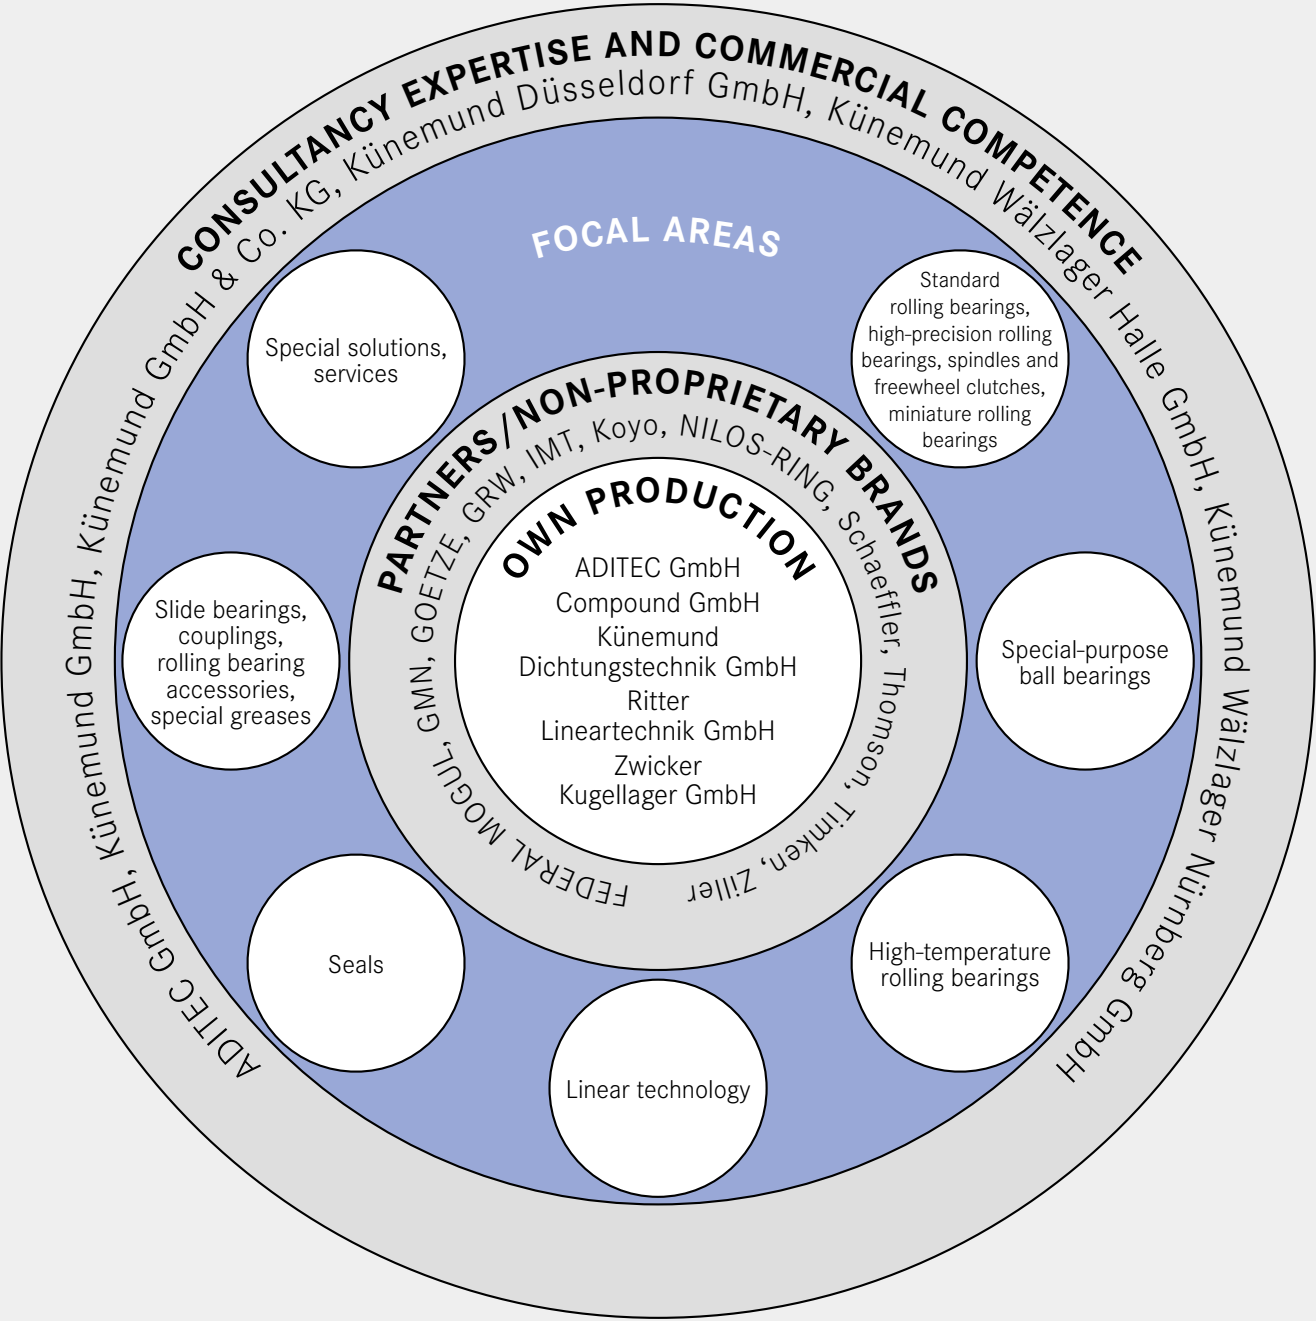 CONSULTANCY EXPERTISE AND COMMERCIAL COMPETENCE
ADITEC GmbH, Künemund GmbH, Künemund GmbH & Co. KG, Künemund Düsseldorf GmbH, Künemund Wälzlager Halle GmbH, Künemund Wälzlager Nürnberg GmbH
FOCAL AREAS
Special solutions,
services
Standard
rolling bearings,
high-precision rolling
bearings, spindles and
freewheel clutches,
miniature rolling
bearings
PARTNERS/NON-PROPRIETARY BRANDS
FEDERAL MOGUL, GMN, GOETZE, GRW, IMT, Koyo, NILOS-RING, Schaeffler, Thomson, Timken, Ziller
OWN PRODUCTION
ADITEC GmbH
Compound GmbH
Künemund
Dichtungstechnik GmbH
Ritter
Lineartechnik GmbH
Zwicker
Kugellager GmbH
Slide bearings,
couplings,
rolling bearing
accessories,
special greases
Special-purpose
ball bearings
Seals
High-temperature
rolling bearings
Linear technology